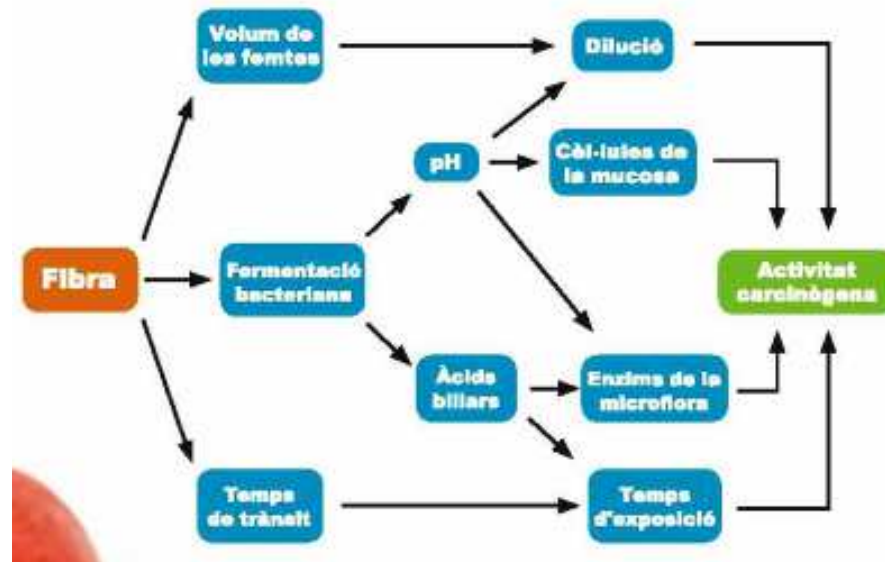 Volum de
les femtes
Dilució
pH
Cèl·lules de
la mucosa
Fibra
Fermentació
bacteriana
Activitat
carcinògena
Àcids
biliars
Enzims de la
microflora
Temps
de trànsit
Temps
d'exposició